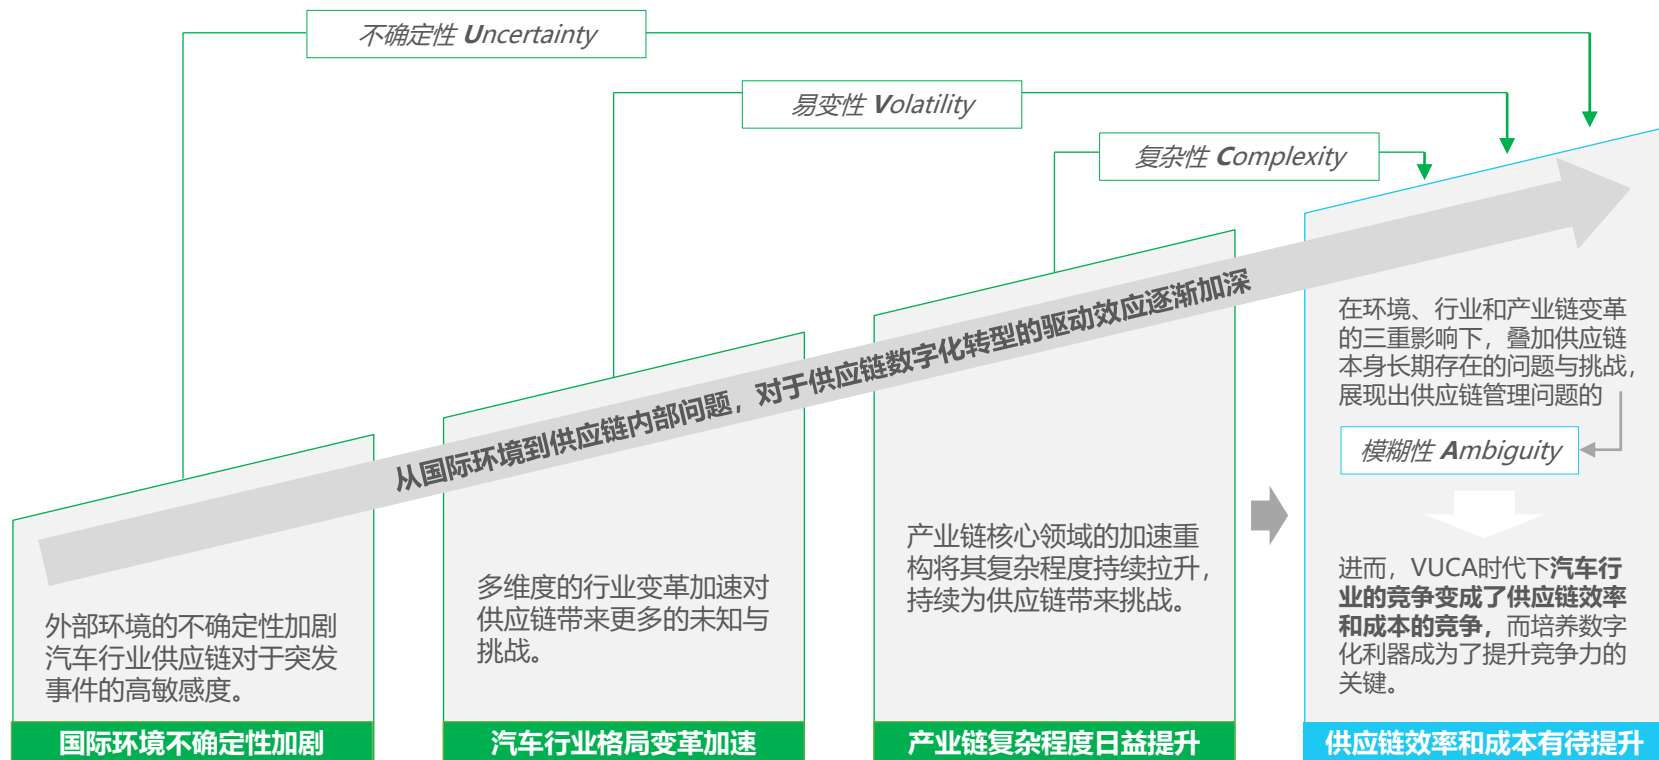 不确定性 Uncertainty
易变性 Volatility
复杂性 Complexity
从国际环境到供应链内部问题，对于供应链数字化转型的驱动效应逐渐加深
外部环境的不确定性加剧
汽车行业供应链对于突发
事件的高敏感度。
国际环境不确定性加剧
多维度的行业变革加速对
供应链带来更多的未知与
挑战。
汽车行业格局变革加速
产业链核心领域的加速重
构将其复杂程度持续拉升，
持续为供应链带来挑战。
产业链复杂程度日益提升
在环境、行业和产业链变革
的三重影响下，叠加供应链
本身长期存在的问题与挑战，
展现出供应链管理问题的
模糊性 Ambiguity
进而，VUCA时代下汽车行
业的竞争变成了供应链效率
和成本的竞争，而培养数字
化利器成为了提升竞争力的
关键。
供应链效率和成本有待提升